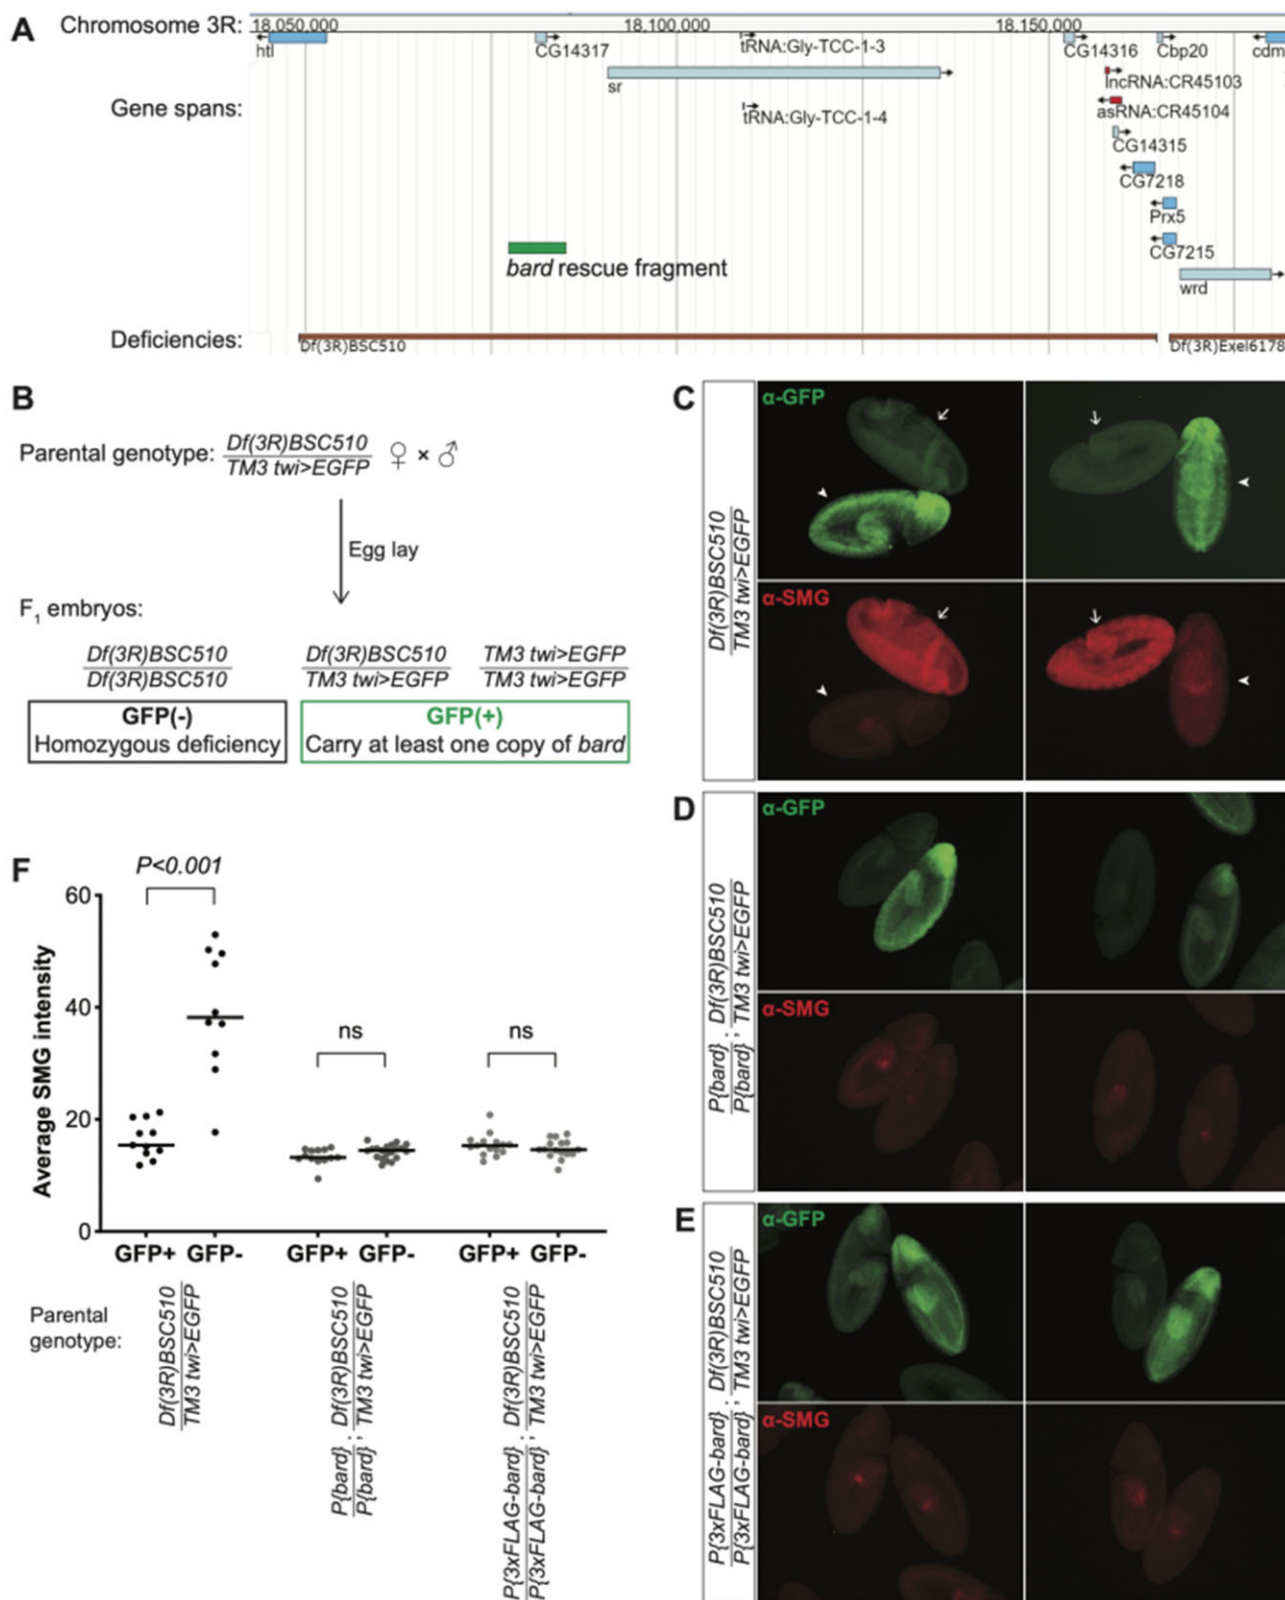 A
Chromosome 3R:
18,050,000
18,100,000
18,150,000
htl
CG14317
tRNA:Gly-TCC-1-3
CG14316
Cbp20
cdm
sr
lncRNA:CR45103
Gene spans:
tRNA:Gly-TCC-1-4
asRNA:CR45104
CG14315
CG7218
Prx5
CG7215
bard rescue fragment
wrd
Deficiencies:
Df(3R)BSC510
Df(3R)Exel6178
B
Parental genotype: Df(3R)BSC510
TM3 twi>EGFP
♀ × ♂
Egg lay
F1 embryos:
Df(3R)BSC510
Df(3R)BSC510
Df(3R)BSC510
TM3 twi>EGFP
TM3 twi>EGFP
TM3 twi>EGFP
GFP(-)
Homozygous deficiency
GFP(+)
Carry at least one copy of bard
C
Df(3R)BSC510
TM3 twi>EGFP
α-GFP
α-SMG
D
P{bard} ; Df(3R)BSC510
P{bard} TM3 twi>EGFP
α-GFP
α-SMG
E
P{3xFLAG-bard} ; Df(3R)BSC510
P{3xFLAG-bard} TM3 twi>EGFP
α-GFP
α-SMG
F
P<0.001
ns
ns
Average SMG intensity
60
40
20
0
GFP+ GFP- GFP+ GFP- GFP+ GFP-
Parental
genotype:
Df(3R)BSC510
TM3 twi>EGFP
P{bard} ; Df(3R)BSC510
P{bard} TM3 twi>EGFP
P{3xFLAG-bard} ; Df(3R)BSC510
P{3xFLAG-bard} TM3 twi>EGFP